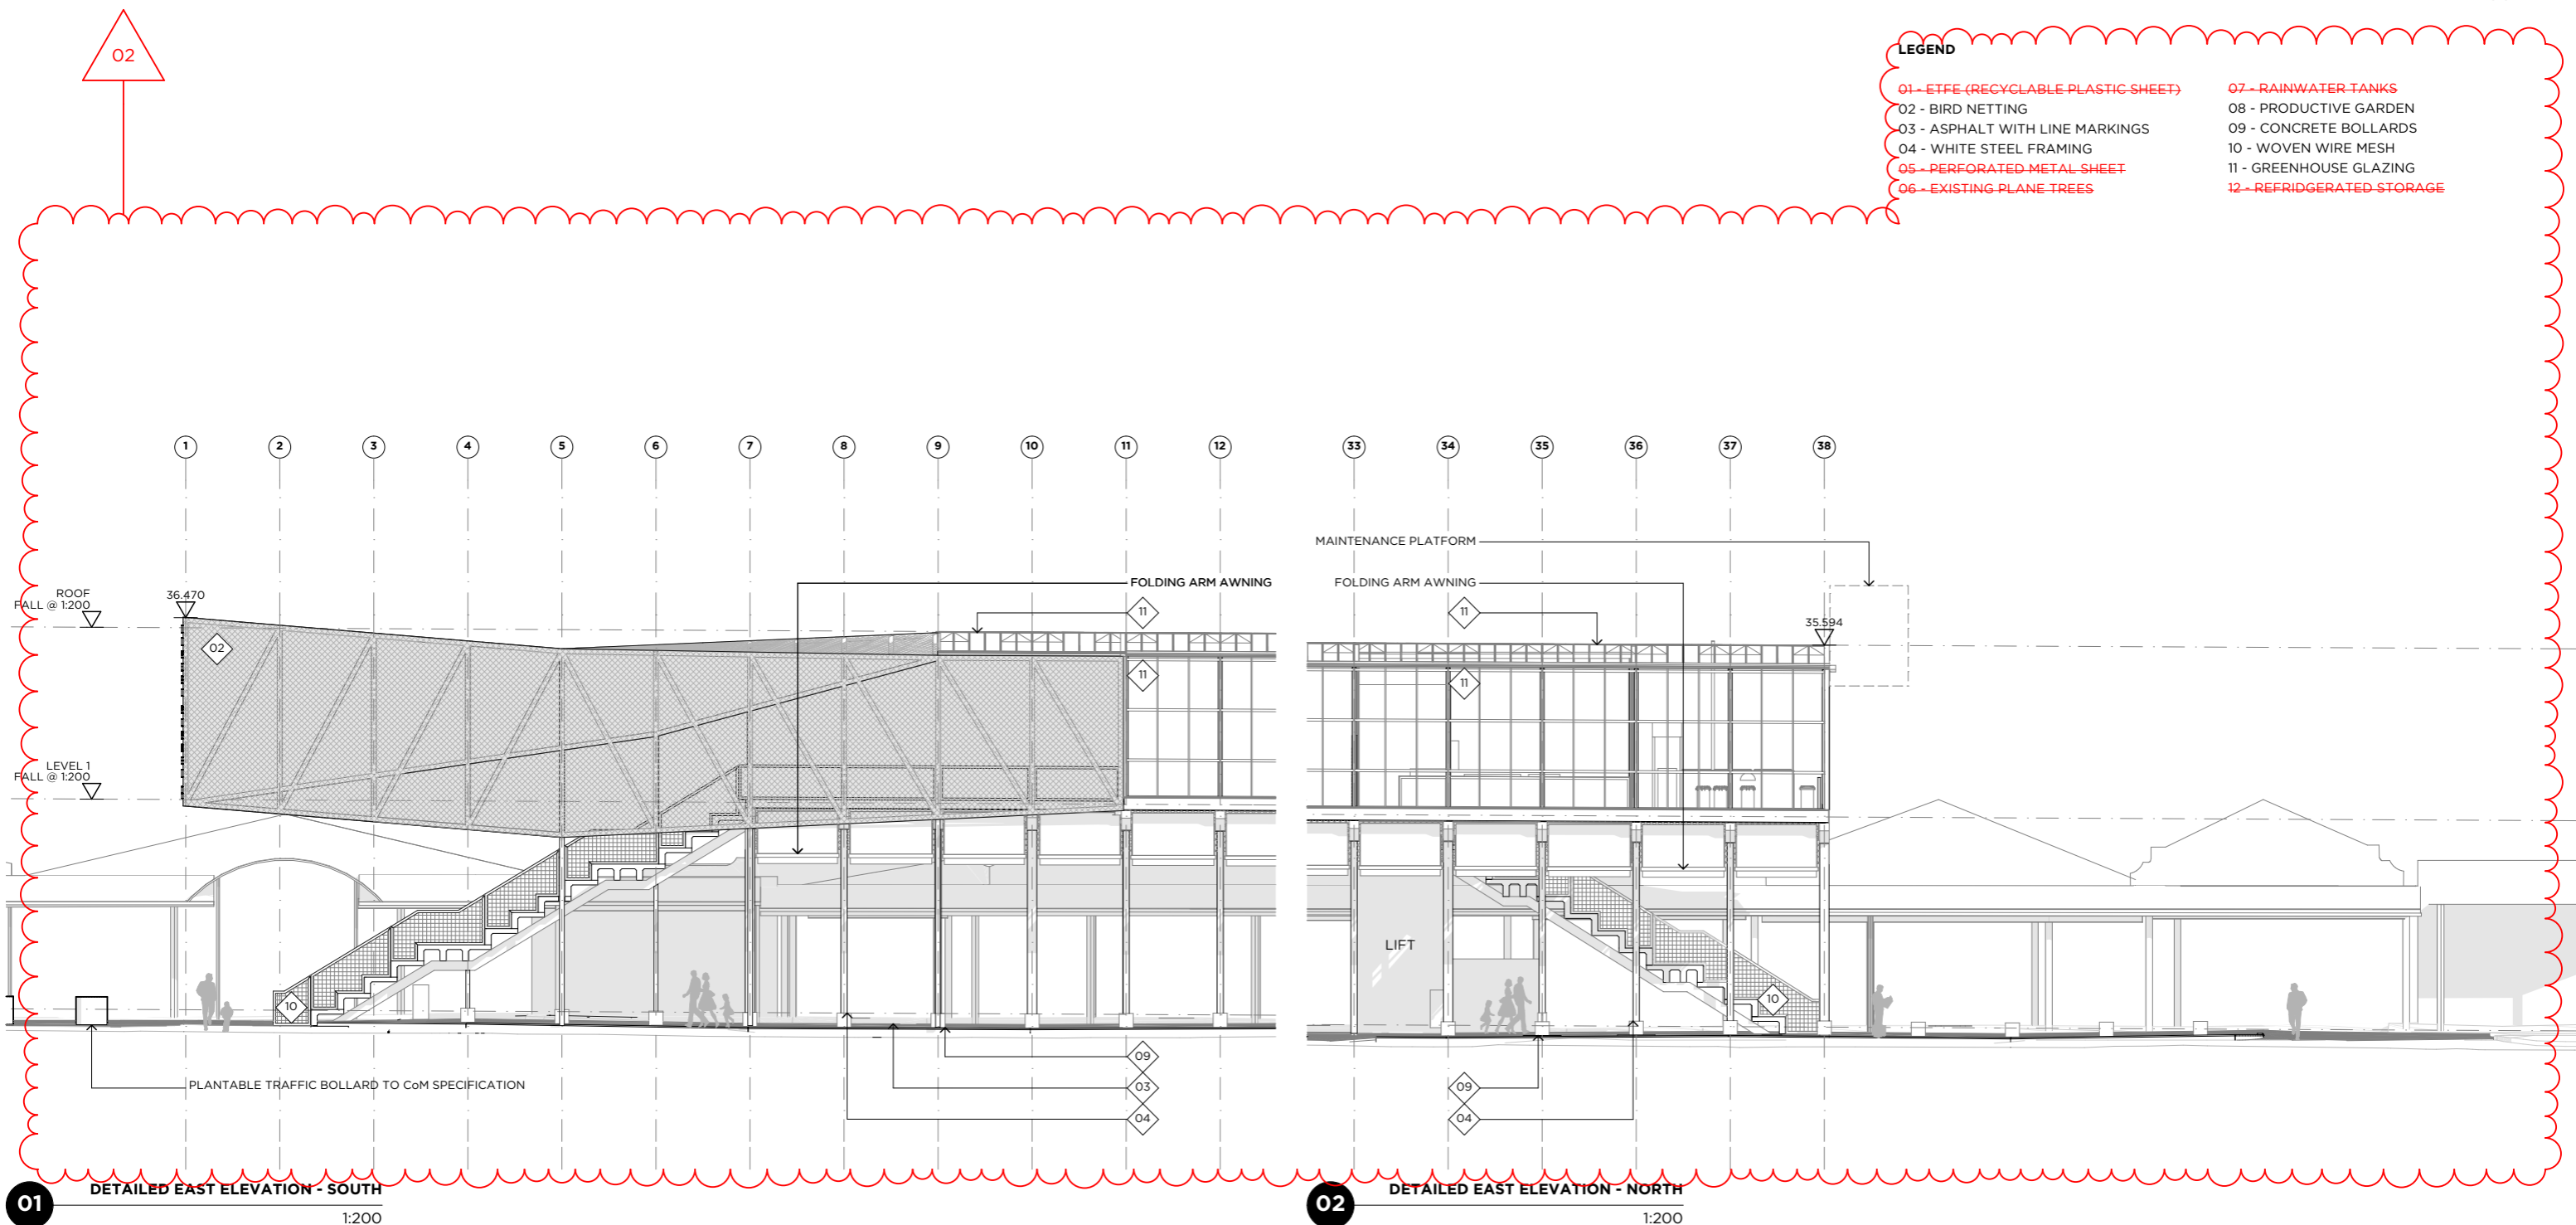 02
LEGEND
01 - ETFE (RECYCLABLE PLASTIC SHEET)
02 - BIRD NETTING
03 - ASPHALT WITH LINE MARKINGS
04 - WHITE STEEL FRAMING
05 - PERFORATED METAL SHEET
06 - EXISTING PLANE TREES
07 - RAINWATER TANKS
08 - PRODUCTIVE GARDEN
09 - CONCRETE BOLLARDS
10 - WOVEN WIRE MESH
11 - GREENHOUSE GLAZING
12 - REFRIDGERATED STORAGE
1 2 3 4 5 6 7 8 9 10 11 12
33 34 35 36 37 38
MAINTENANCE PLATFORM
FOLDING ARM AWNING
FOLDING ARM AWNING
ROOF
FALL @ 1:200
36.470
11
11
35.594
02
11
11
LEVEL 1
FALL @ 1:200
LIFT
10
10
09
PLANTABLE TRAFFIC BOLLARD TO CoM SPECIFICATION
03
09
04
04
01
DETAILED EAST ELEVATION - SOUTH
1:200
02
DETAILED EAST ELEVATION - NORTH
1:200